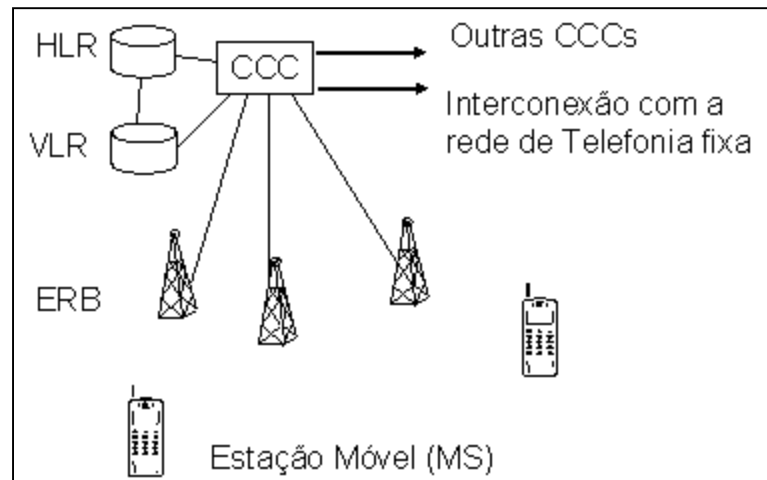 HLR
CCC
Outras CCCs
Interconexão com a
rede de Telefonia fixa
VLR
ERB
Estação Móvel (MS)